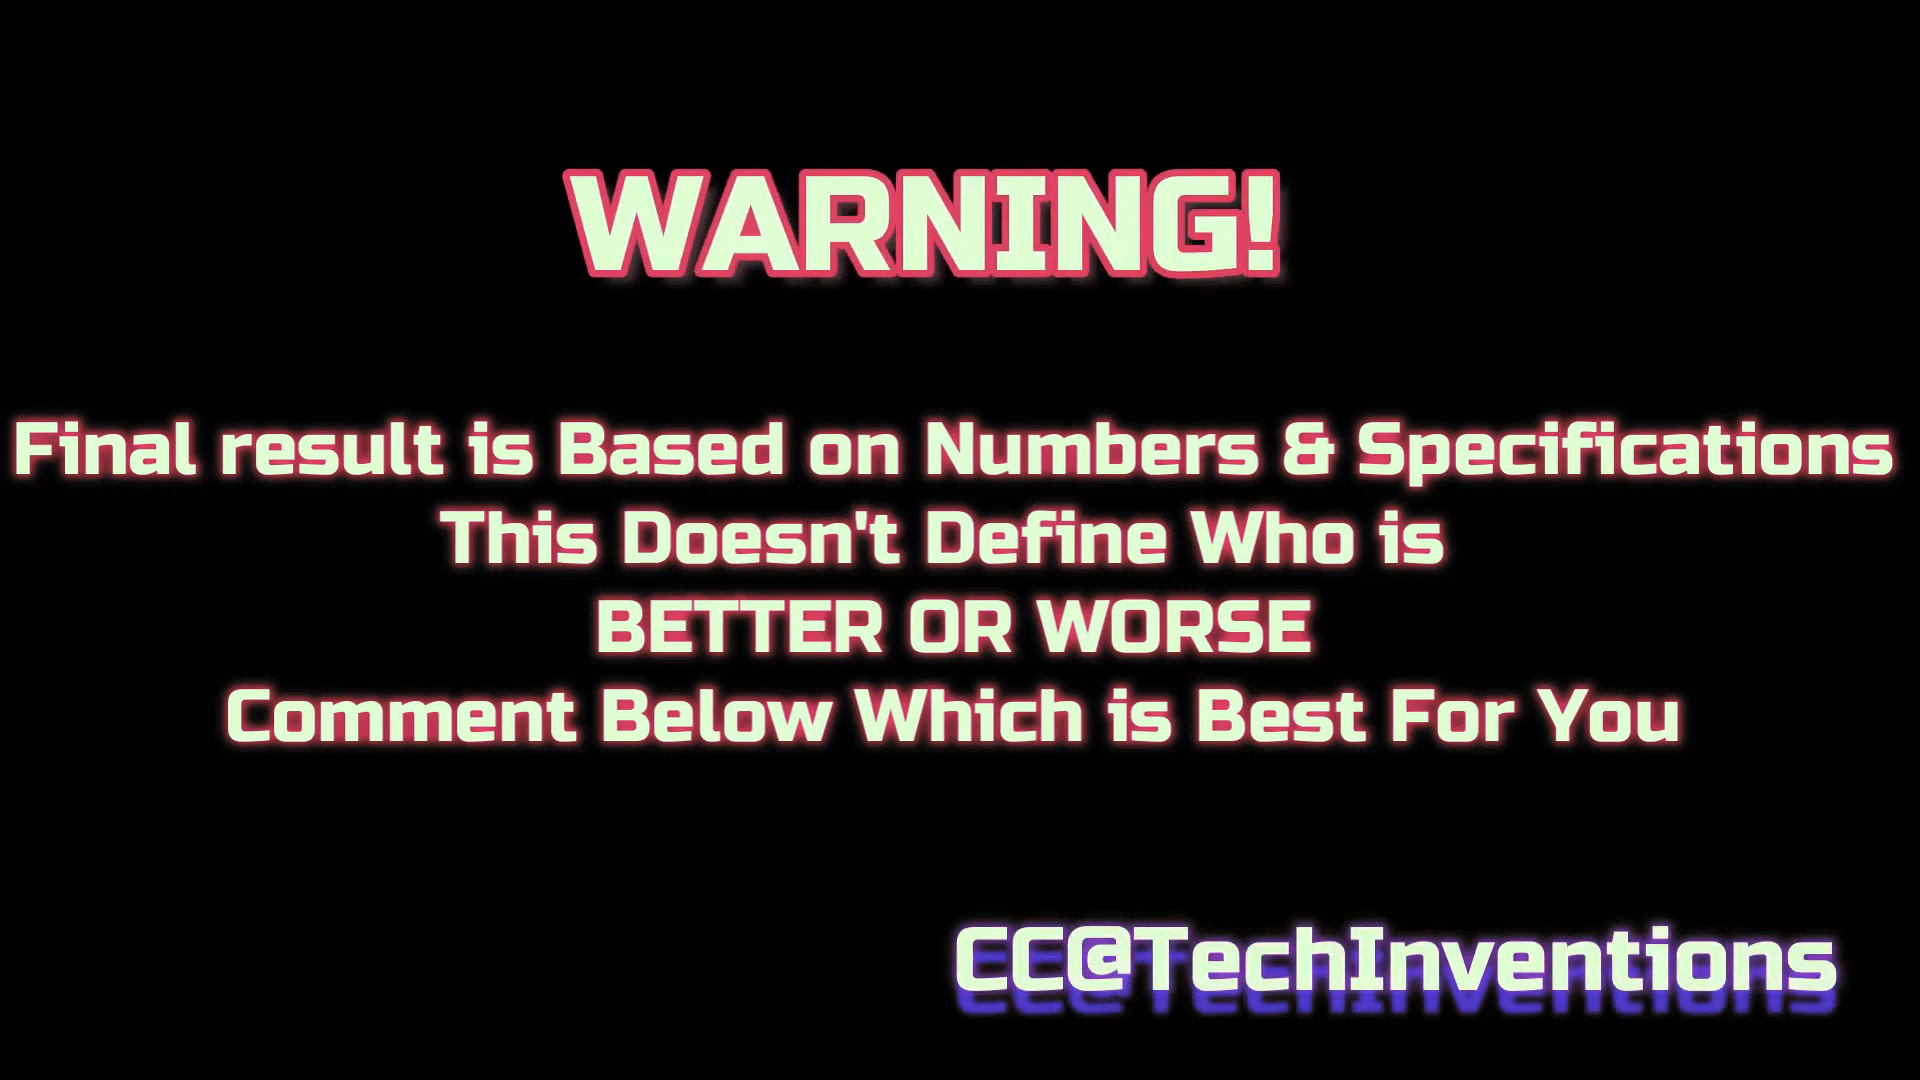 WARNING!
Final result is Based on Numbers & Specifications
This Doesn't Define Who is
BETTER OR WORSE
Comment Below Which is Best For You
CC@TechInventions